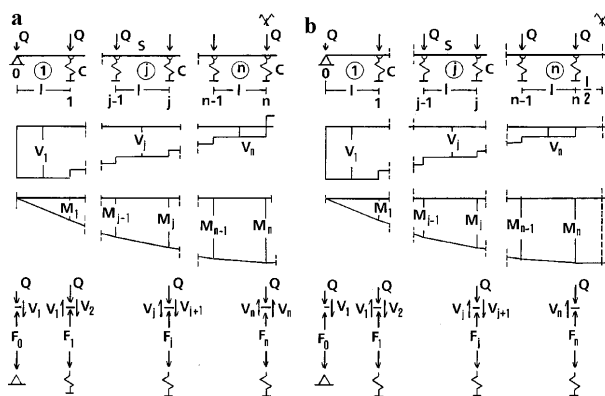 a b
Q Q Q S Q Q Q
0 1 l 1 C j-1 j l j C n-1 n l n C
V1 Vj Vn
M1 Mj-1 Mj Mn-1 Mn
Q Q Q Q
V1 V1 V2 Vj Vj+1 Vn Vn
F0 F1 Fj Fn
Q Q Q S Q Q Q
0 1 l 1 C j-1 j l j C n-1 n l n l/2 C
V1 Vj Vn
M1 Mj-1 Mj Mn-1 Mn
Q Q Q Q
V1 V1 V2 Vj Vj+1 Vn
F0 F1 Fj Fn